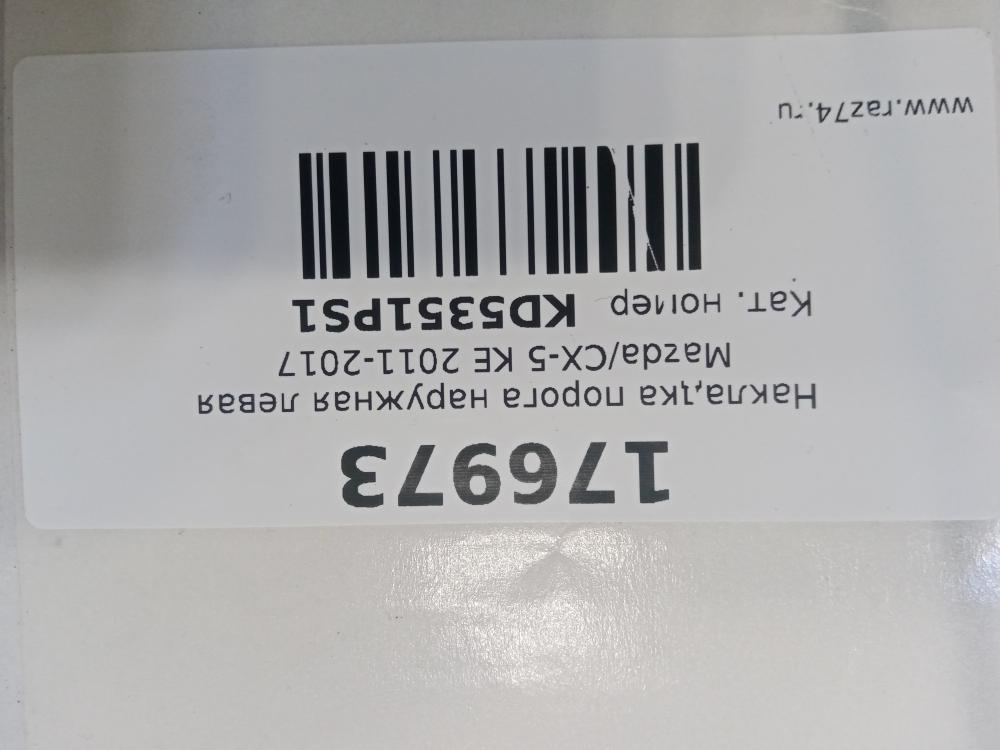 176973
Накладка порога наружная левая
Mazda/CX-5 KE 2011-2017
Кат. номер KD5351PS1
www.raz74.ru